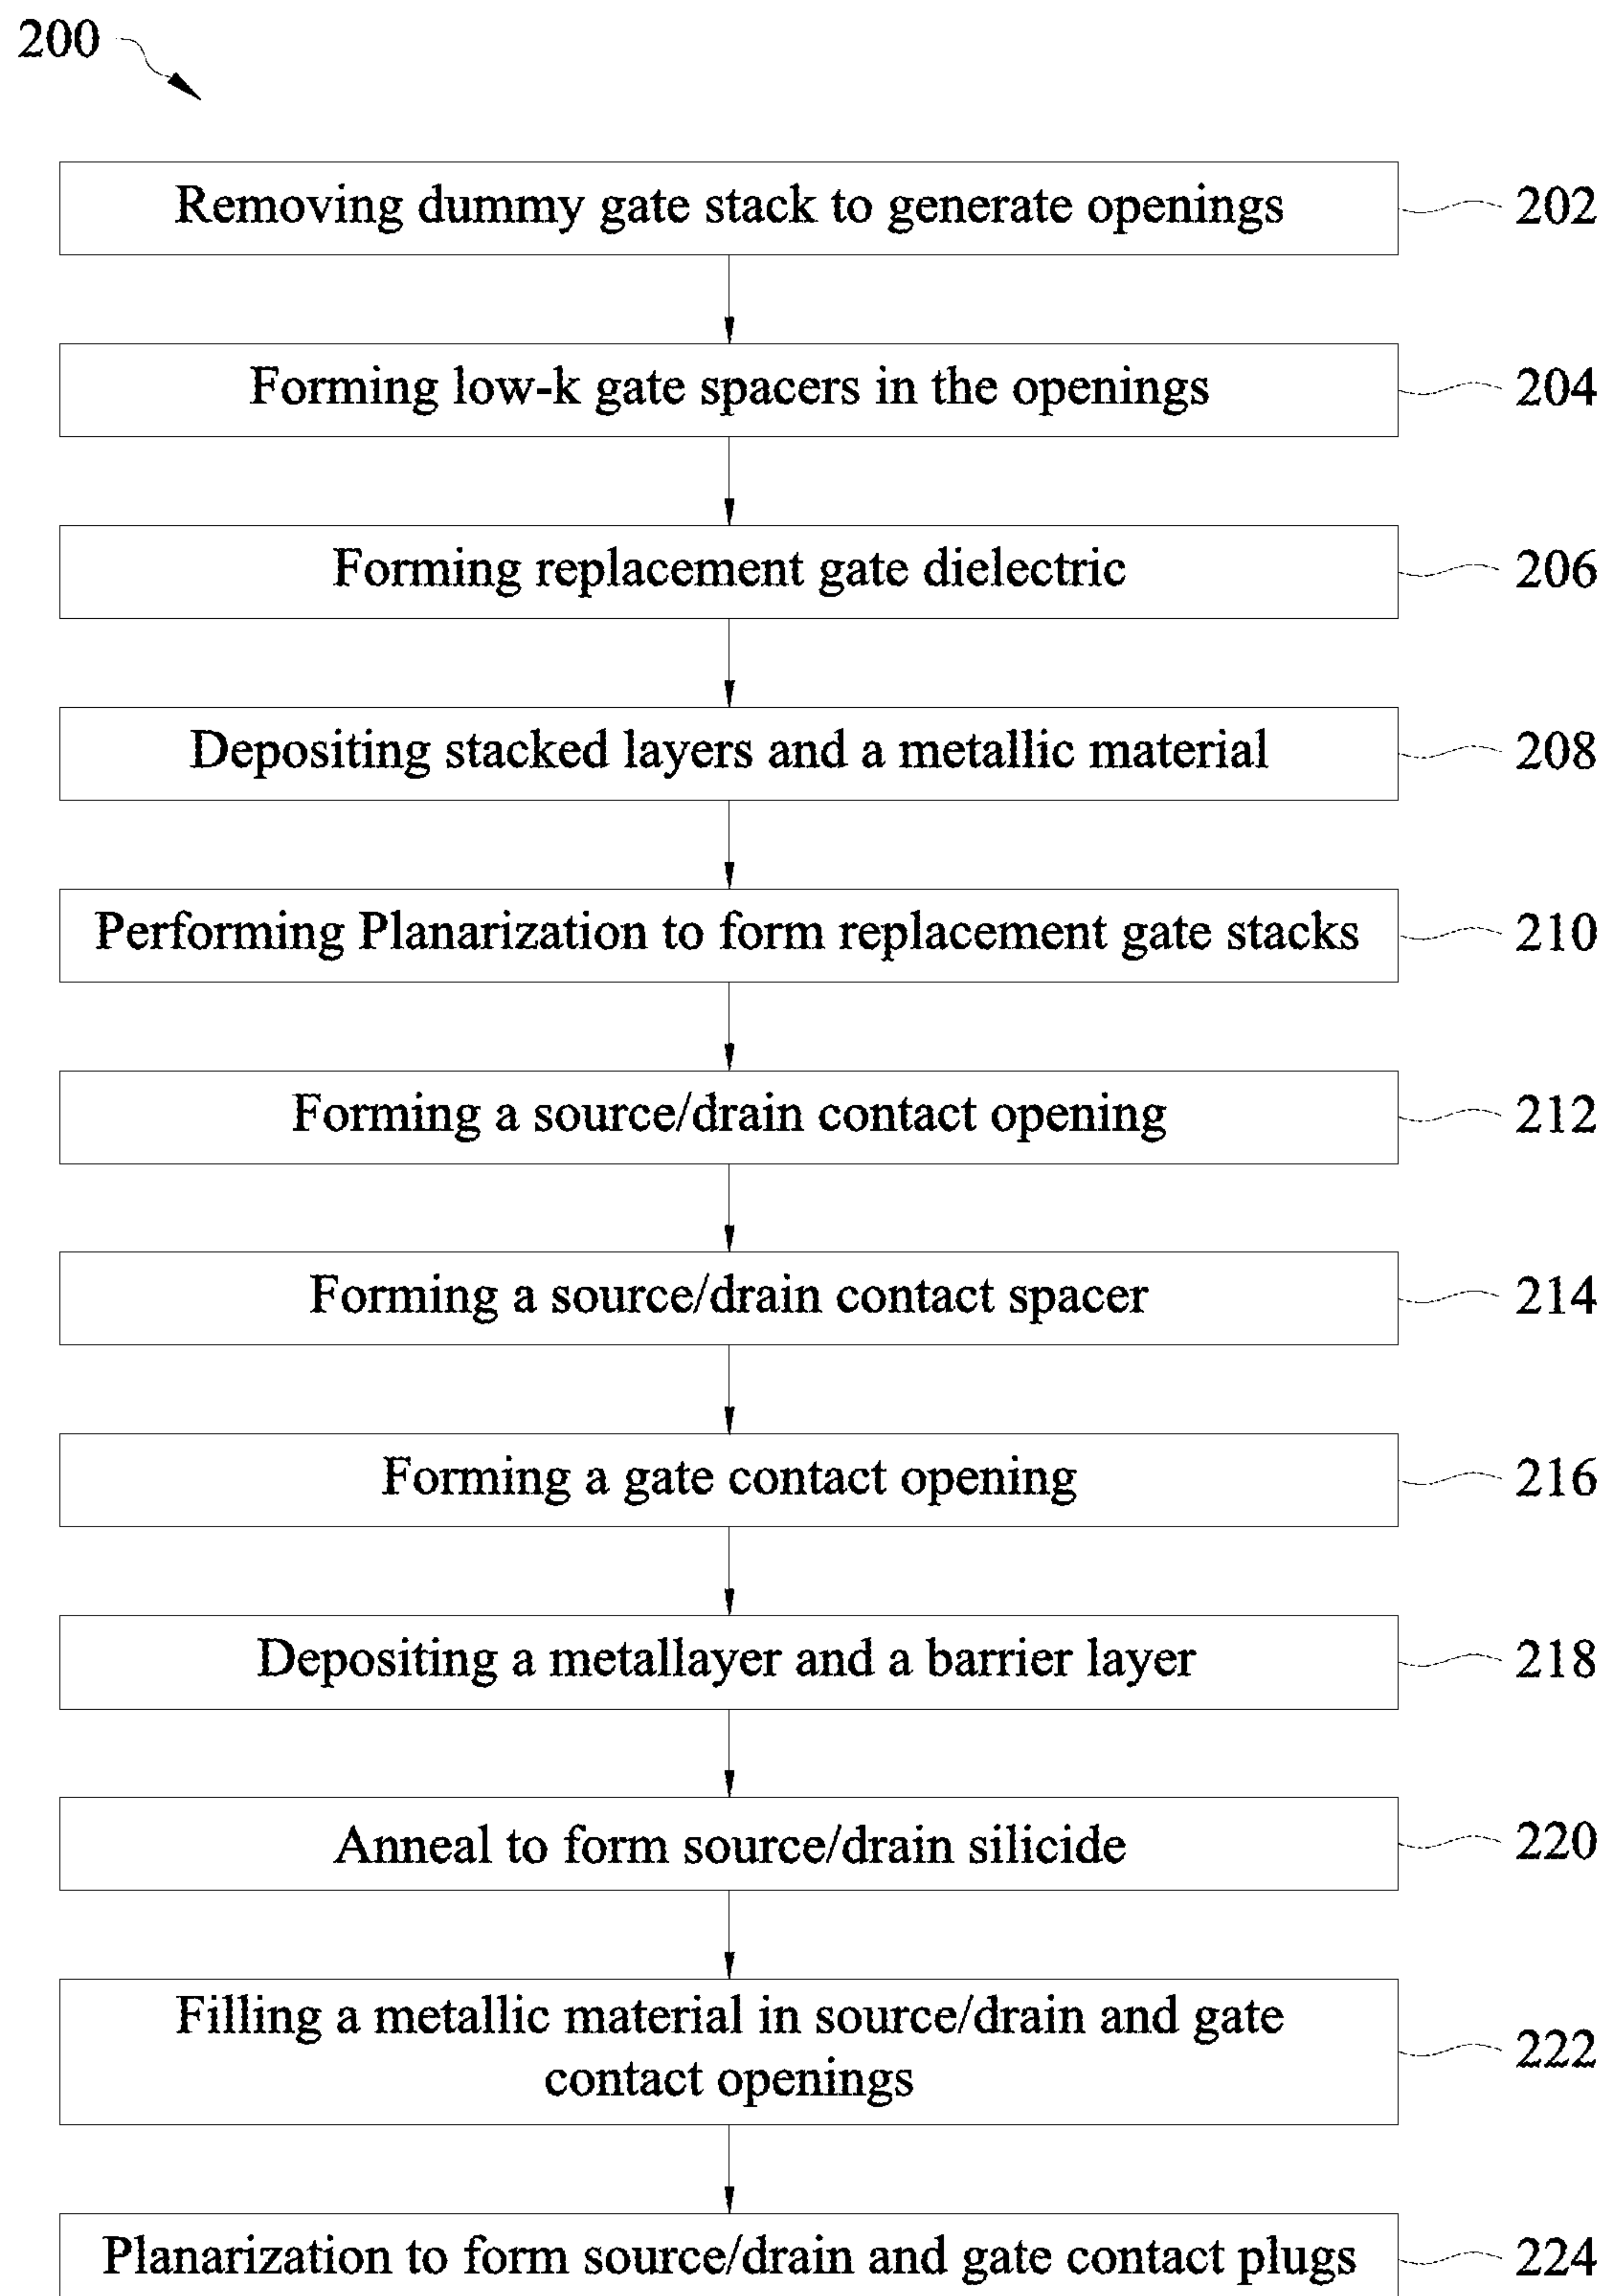 200
Removing dummy gate stack to generate openings
202
Forming low-k gate spacers in the openings
204
Forming replacement gate dielectric
206
Depositing stacked layers and a metallic material
208
Performing Planarization to form replacement gate stacks
210
Forming a source/drain contact opening
212
Forming a source/drain contact spacer
214
Forming a gate contact opening
216
Depositing a metallayer and a barrier layer
218
Anneal to form source/drain silicide
220
Filling a metallic material in source/drain and gate
contact openings
222
Planarization to form source/drain and gate contact plugs
224